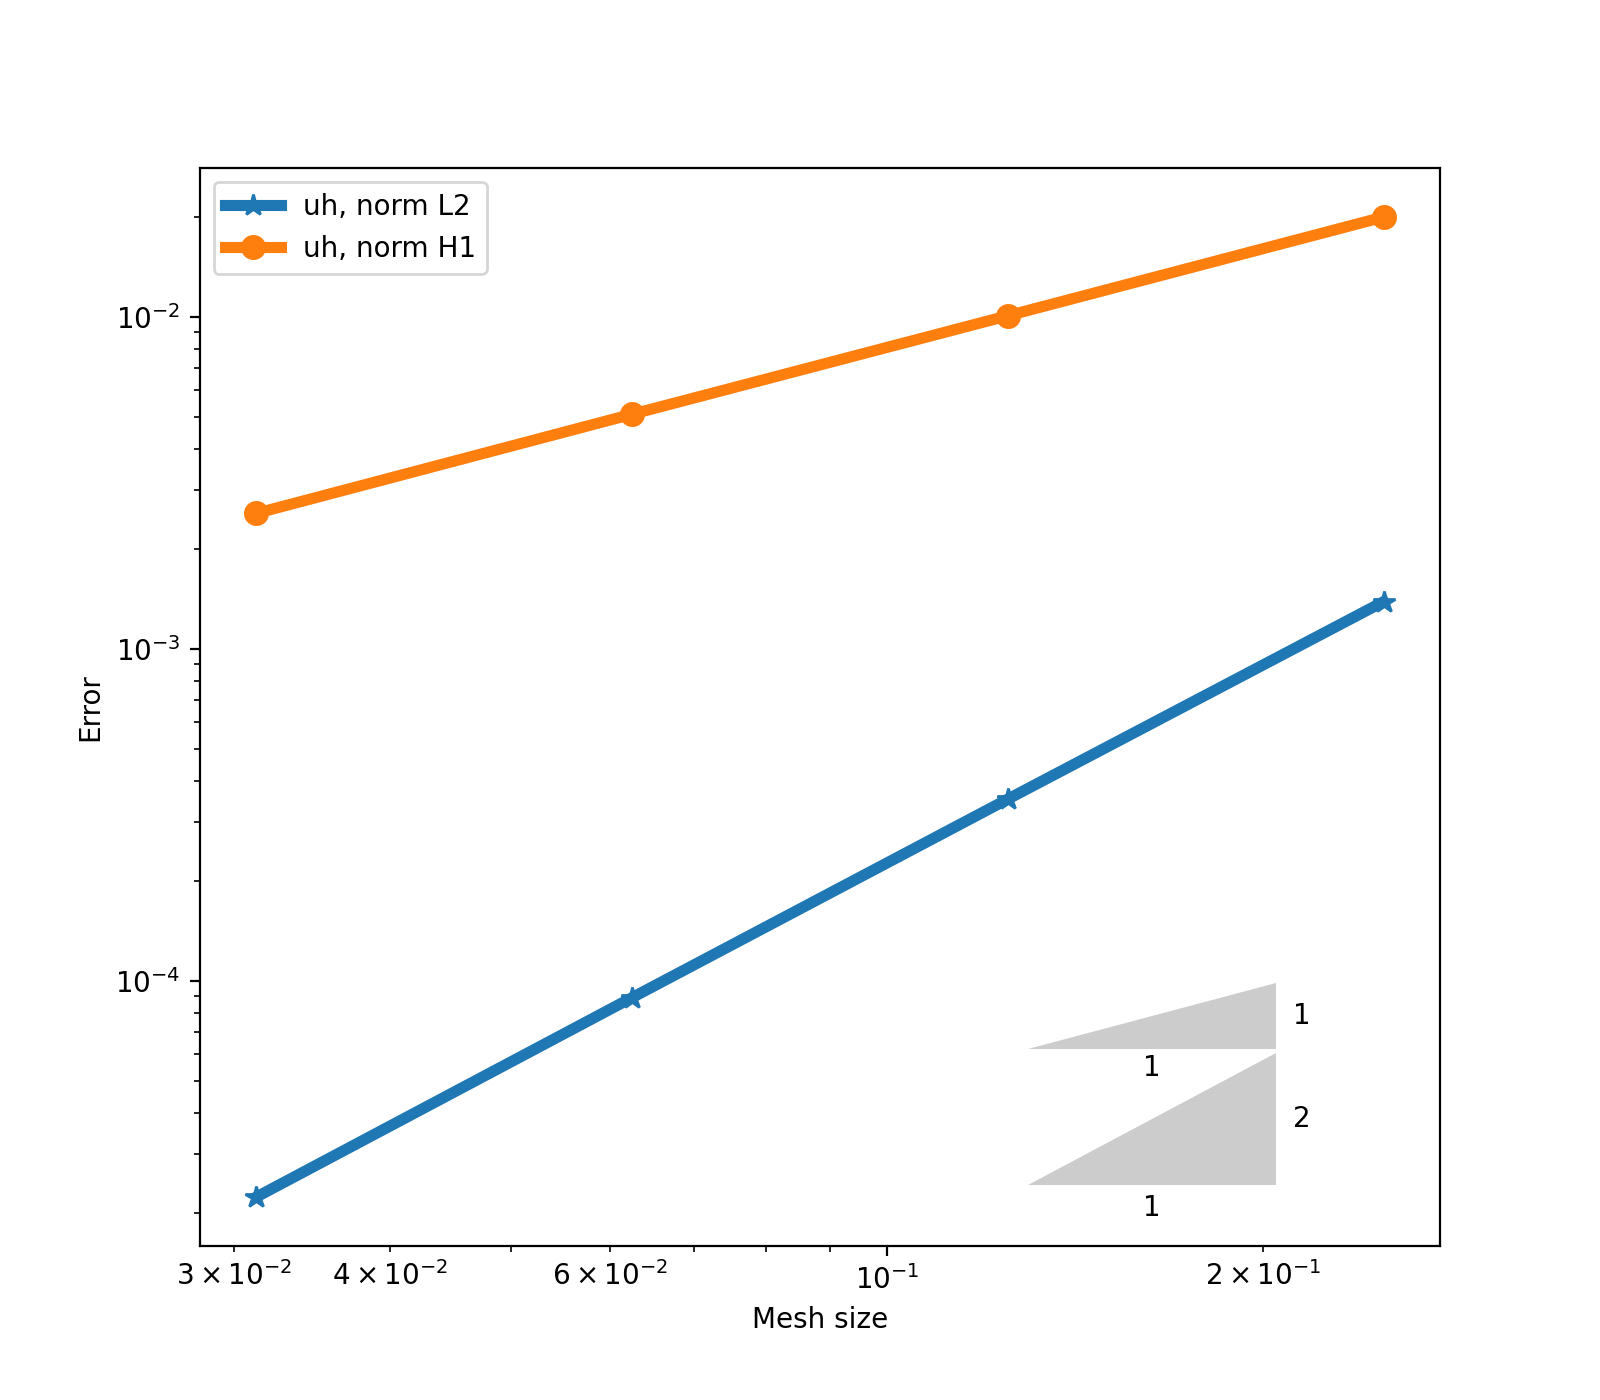 uh, norm L2
uh, norm H1
10⁻²
10⁻³
10⁻⁴
Error
1
1
2
1
3 × 10⁻² 4 × 10⁻² 6 × 10⁻² 10⁻¹ 2 × 10⁻¹
Mesh size